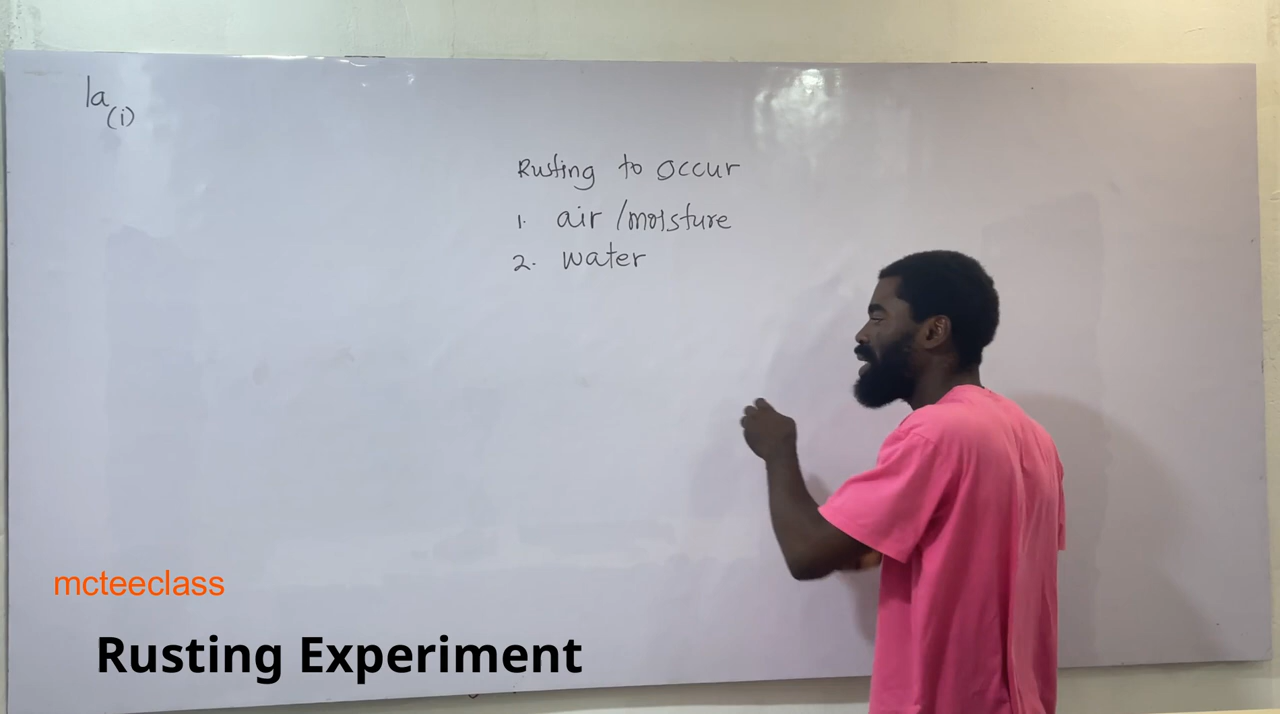 1a
(i)
Rusting to occur
1. air/moisture
2. water
mcteeclass
Rusting Experiment